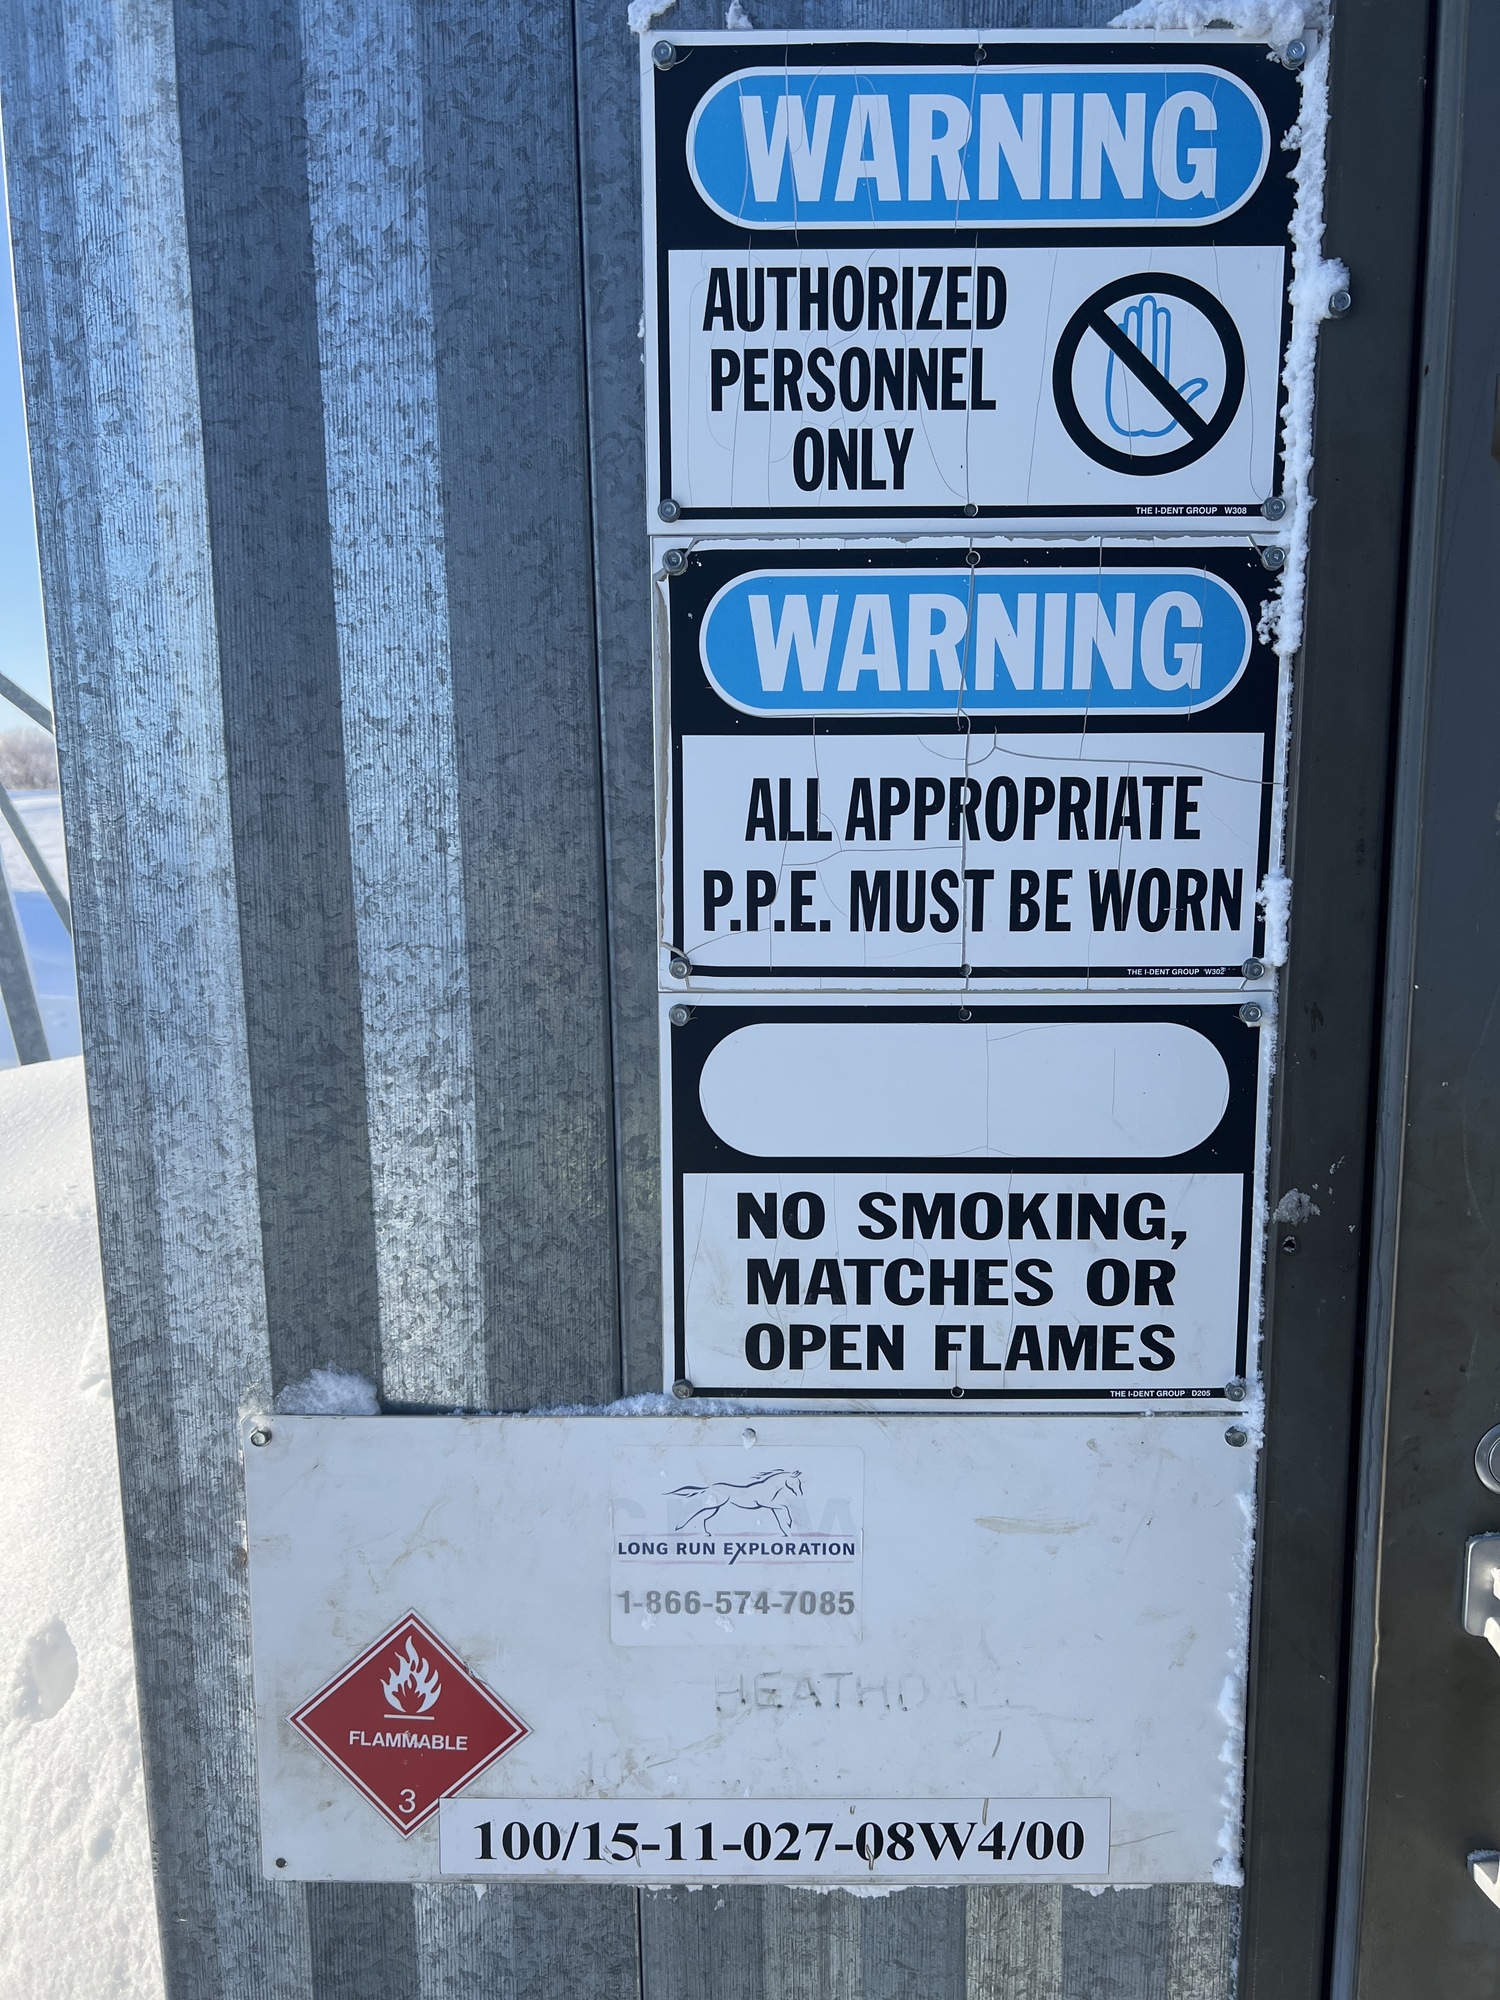 WARNING
AUTHORIZED
PERSONNEL
ONLY
THE I-DENT GROUP W308
WARNING
ALL APPROPRIATE
P.P.E. MUST BE WORN
THE I-DENT GROUP W302
NO SMOKING,
MATCHES OR
OPEN FLAMES
THE I-DENT GROUP D205
LONG RUN EXPLORATION
1-866-574-7085
FLAMMABLE
3
100/15-11-027-08W4/00